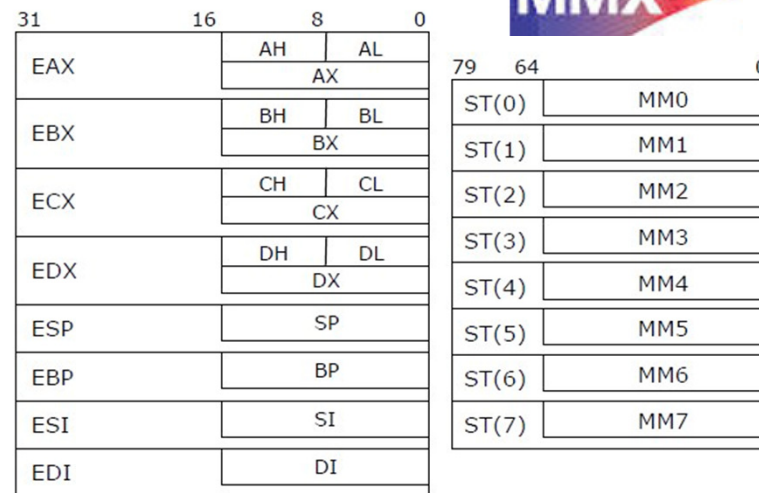 MMX
31 16 8 0
EAX AH AL
AX
EBX BH BL
BX
ECX CH CL
CX
EDX DH DL
DX
ESP SP
EBP BP
ESI SI
EDI DI
79 64 0
ST(0) MM0
ST(1) MM1
ST(2) MM2
ST(3) MM3
ST(4) MM4
ST(5) MM5
ST(6) MM6
ST(7) MM7